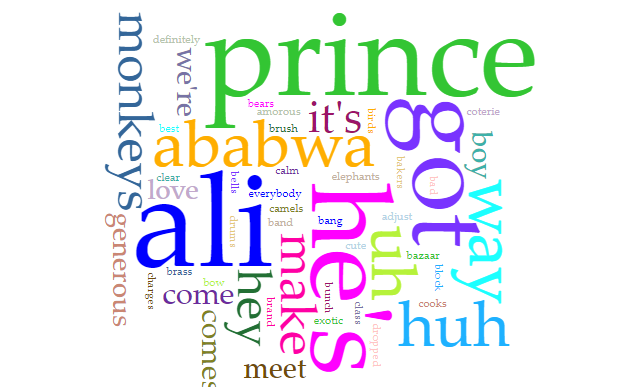 definitely
prince
monkeys
we're
bears
amorous
it's
birds
got
coterie
best
ababwa
brush
boy
clear
love
bells
calm
everybody
elephants
bakers
bad
way
ali
camels
he's
generous
drums
band
bang
uh
adjust
make
cute
bazaar
block
charges
brass
come
bow
hey
brand
bunch
exotic
class
dropped
cooks
huh
comes
meet